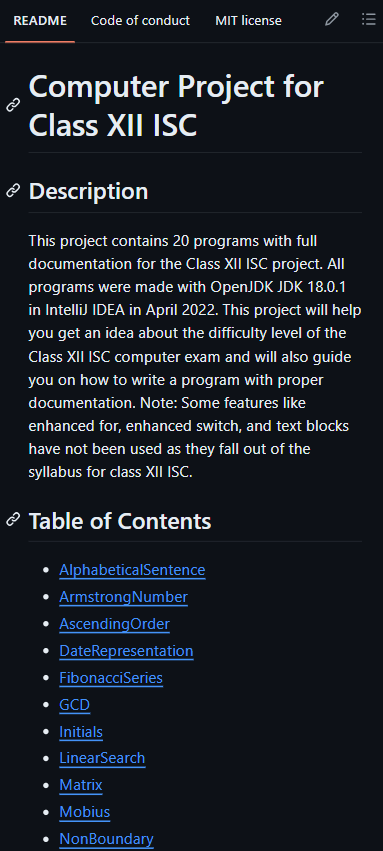 README Code of conduct MIT license
Computer Project for
Class XII ISC
Description
This project contains 20 programs with full
documentation for the Class XII ISC project. All
programs were made with OpenJDK JDK 18.0.1
in IntelliJ IDEA in April 2022. This project will help
you get an idea about the difficulty level of the
Class XII ISC computer exam and will also guide
you on how to write a program with proper
documentation. Note: Some features like
enhanced for, enhanced switch, and text blocks
have not been used as they fall out of the
syllabus for class XII ISC.
Table of Contents
AlphabeticalSentence
ArmstrongNumber
AscendingOrder
DateRepresentation
FibonacciSeries
GCD
Initials
LinearSearch
Matrix
Mobius
NonBoundary